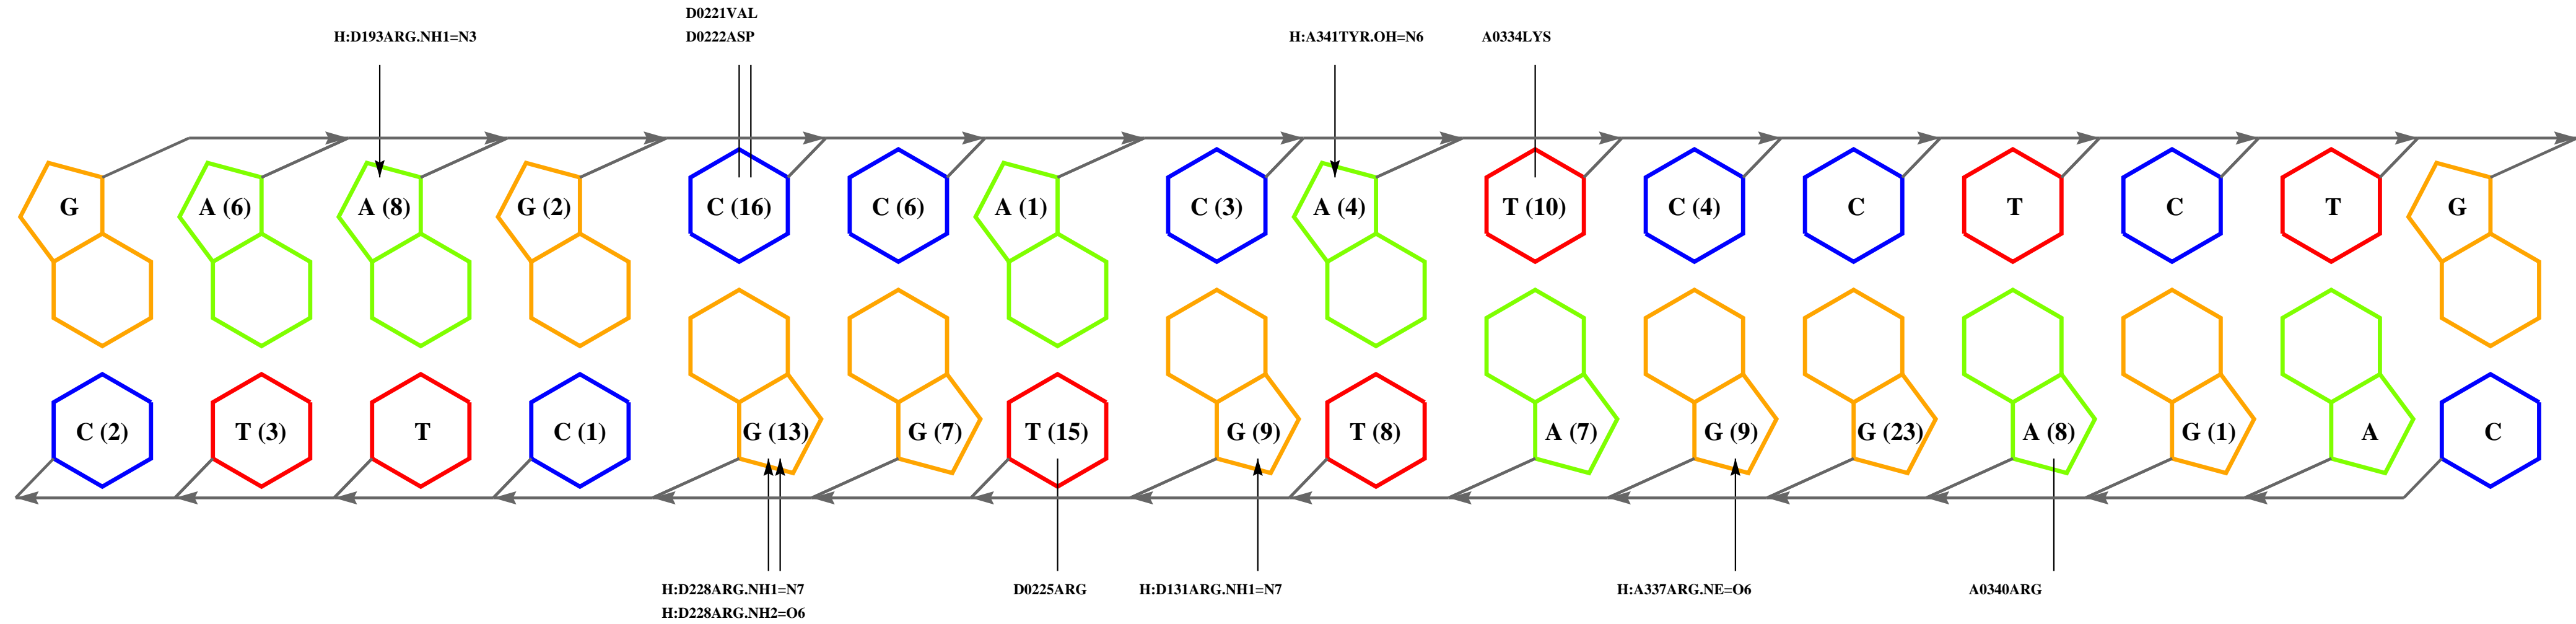 D0221VAL
H:D193ARG.NH1=N3 D0222ASP H:A341TYR.OH=N6 A0334LYS
G A (6) A (8) G (2) C (16) C (6) A (1) C (3) A (4) T (10) C (4) C T C T G
C (2) T (3) T C (1) G (13) G (7) T (15) G (9) T (8) A (7) G (9) G (23) A (8) G (1) A C
H:D228ARG.NH1=N7 D0225ARG H:D131ARG.NH1=N7 H:A337ARG.NE=O6 A0340ARG
H:D228ARG.NH2=O6